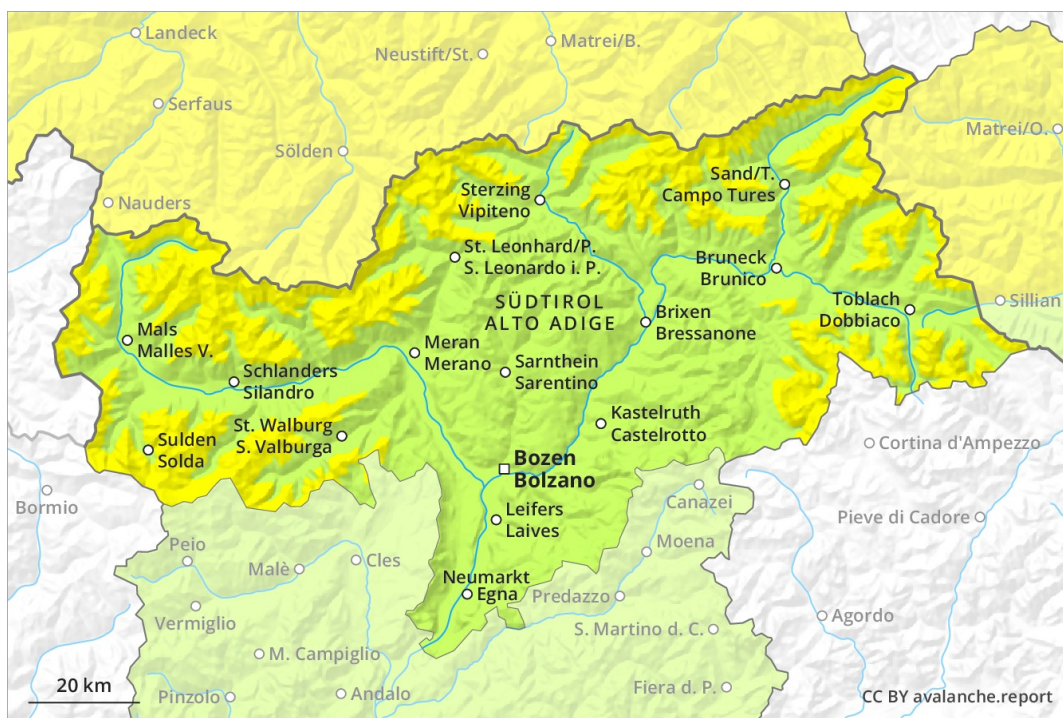 Landeck
Neustift/St.
Matrei/B.
Serfaus
Matrei/O.
Sölden
Sand/T.
Campo Tures
Sterzing
Vipiteno
Nauders
St. Leonhard/P.
S. Leonardo i. P.
Bruneck
Brunico
SÜDTIROL
ALTO ADIGE
Toblach
Dobbiaco
Sillian
Brixen
Bressanone
Mals
Malles V.
Meran
Merano
Schlanders
Silandro
Sarnthein
Sarentino
Kastelruth
Castelrotto
St. Walburg
S. Valburga
Sulden
Solda
Cortina d'Ampezzo
Bozen
Bolzano
Bormio
Canazei
Leifers
Laives
Pieve di Cadore
Peio
Moena
Cles
Malè
Neumarkt
Egna
Predazzo
Vermiglio
Agordo
S. Martino d. C.
M. Campiglio
20 km
Pinzolo
Andalo
Fiera d. P.
CC BY avalanche.report